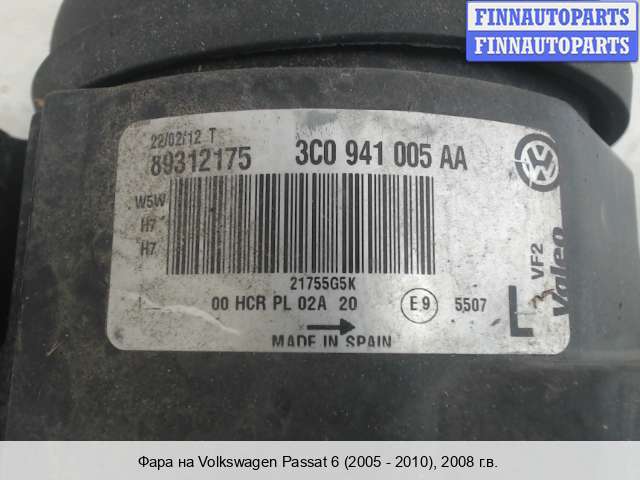 FINNAUTOPARTS
FINNAUTOPARTS
22/02/12 T
89312175 3C0 941 005 AA
W5W
H7
H7
21755G5K
00 HCR PL 02A 20 E9 5507
MADE IN SPAIN
L
VF2
Valeo
Фара на Volkswagen Passat 6 (2005 - 2010), 2008 г.в.